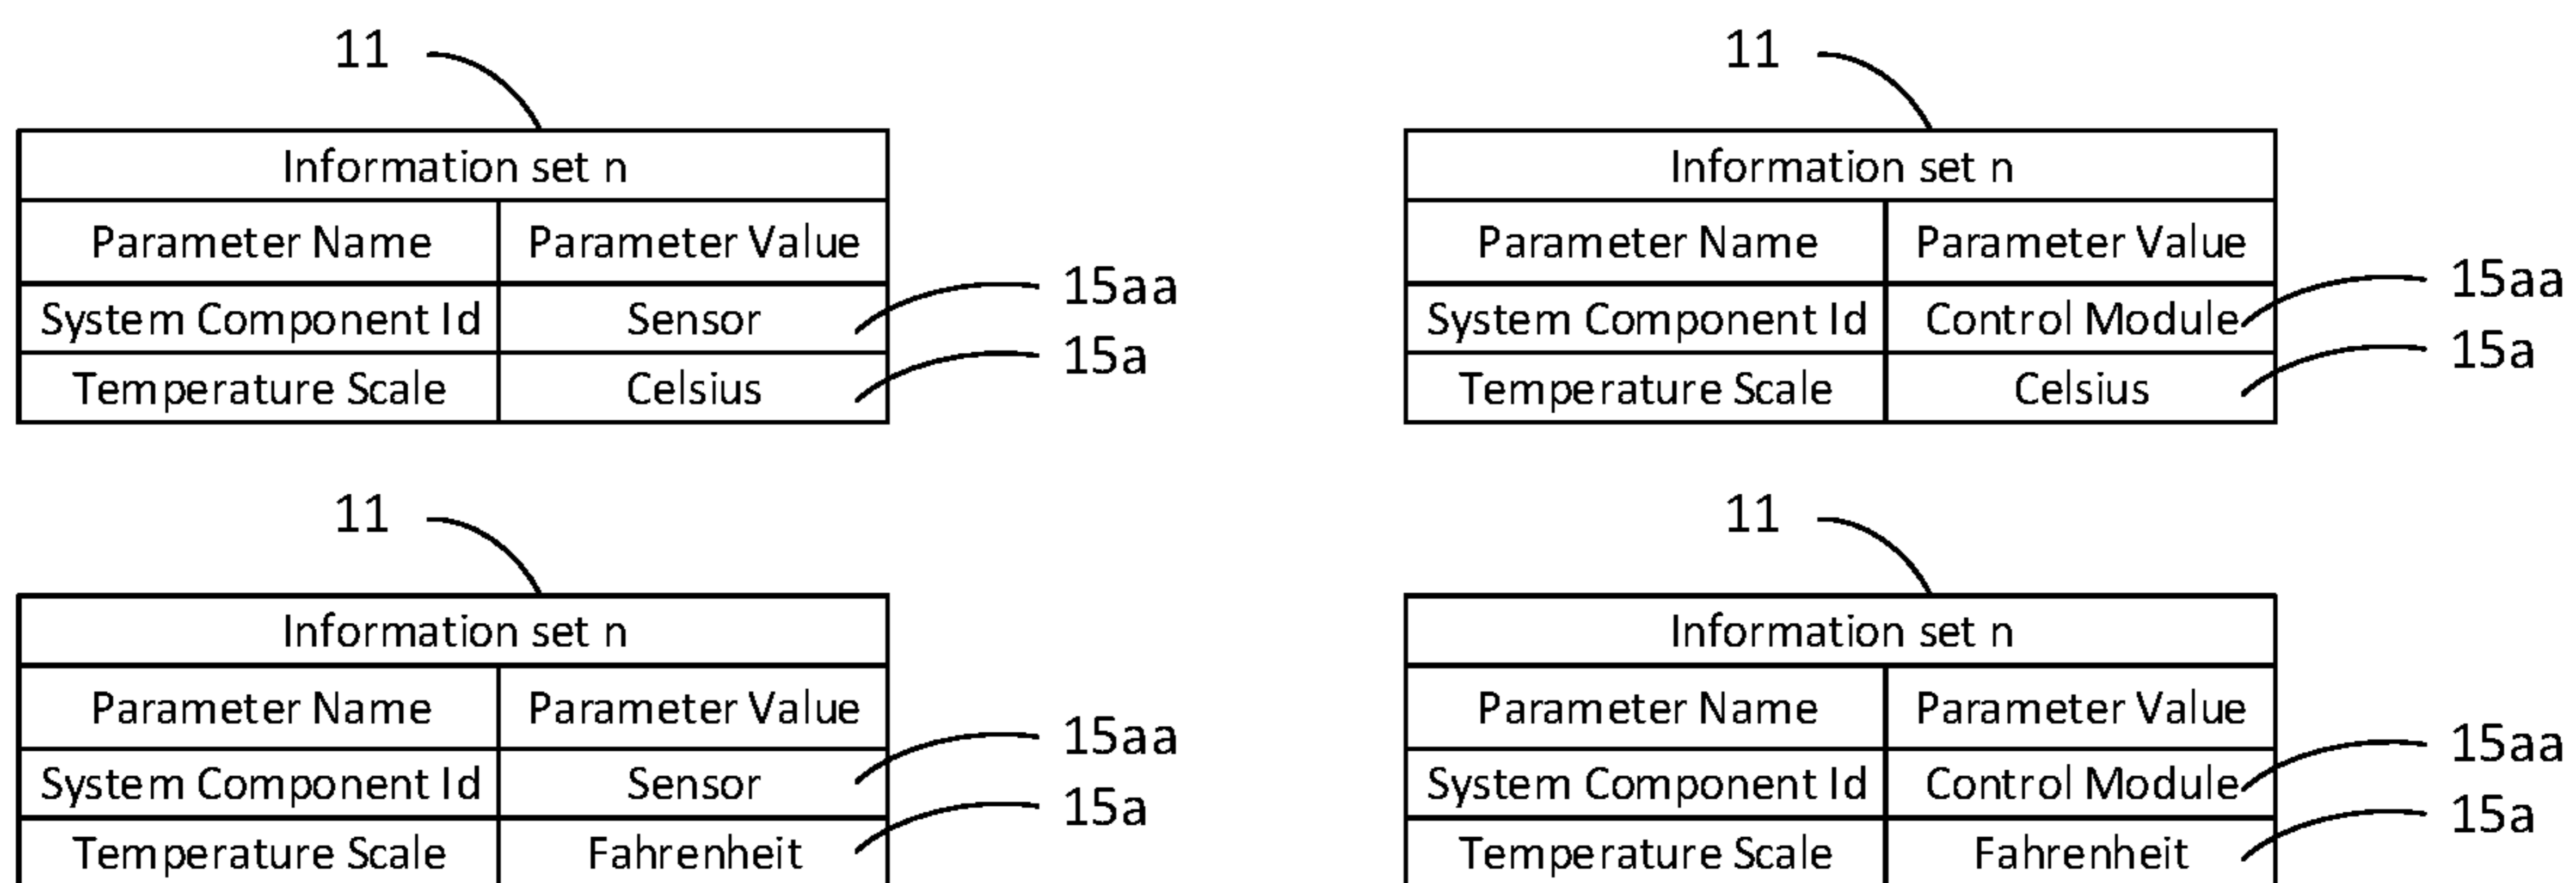 11
Information set n
Parameter Name Parameter Value
System Component Id Sensor 15aa
Temperature Scale Celsius 15a
11
Information set n
Parameter Name Parameter Value
System Component Id Control Module 15aa
Temperature Scale Celsius 15a
11
Information set n
Parameter Name Parameter Value
System Component Id Sensor 15aa
Temperature Scale Fahrenheit 15a
11
Information set n
Parameter Name Parameter Value
System Component Id Control Module 15aa
Temperature Scale Fahrenheit 15a